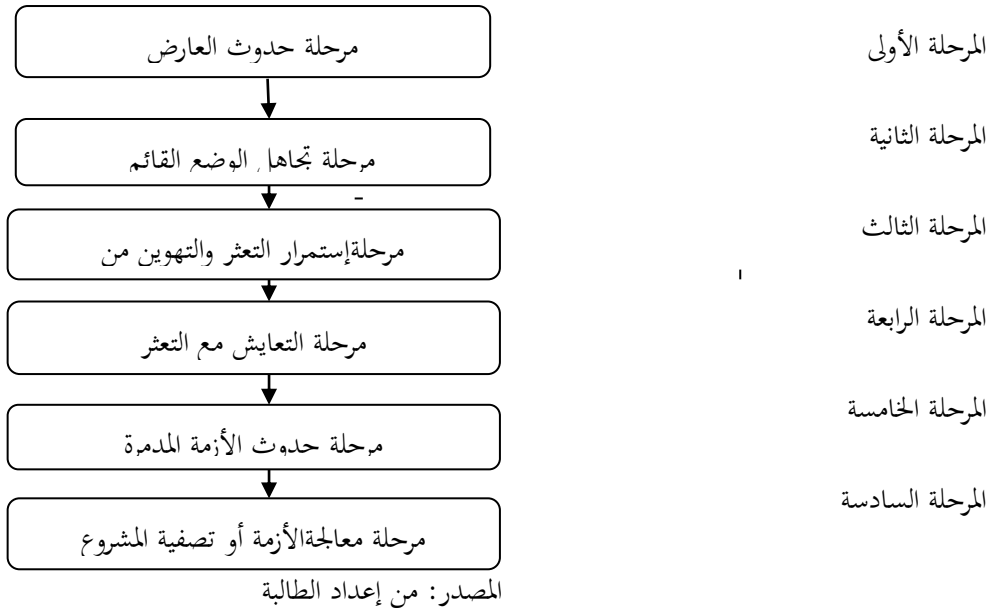 المرحلة الأولى
مرحلة حدوث العارض
المرحلة الثانية
مرحلة تجاهل الوضع القائم
-
المرحلة الثالث
مرحلةإستمرار التعثر والتهوين من
المرحلة الرابعة
مرحلة التعايش مع التعثر
المرحلة الخامسة
مرحلة حدوث الأزمة المدمرة
المرحلة السادسة
مرحلة معالجةالأزمة أو تصفية المشروع
المصدر: من إعداد الطالبة